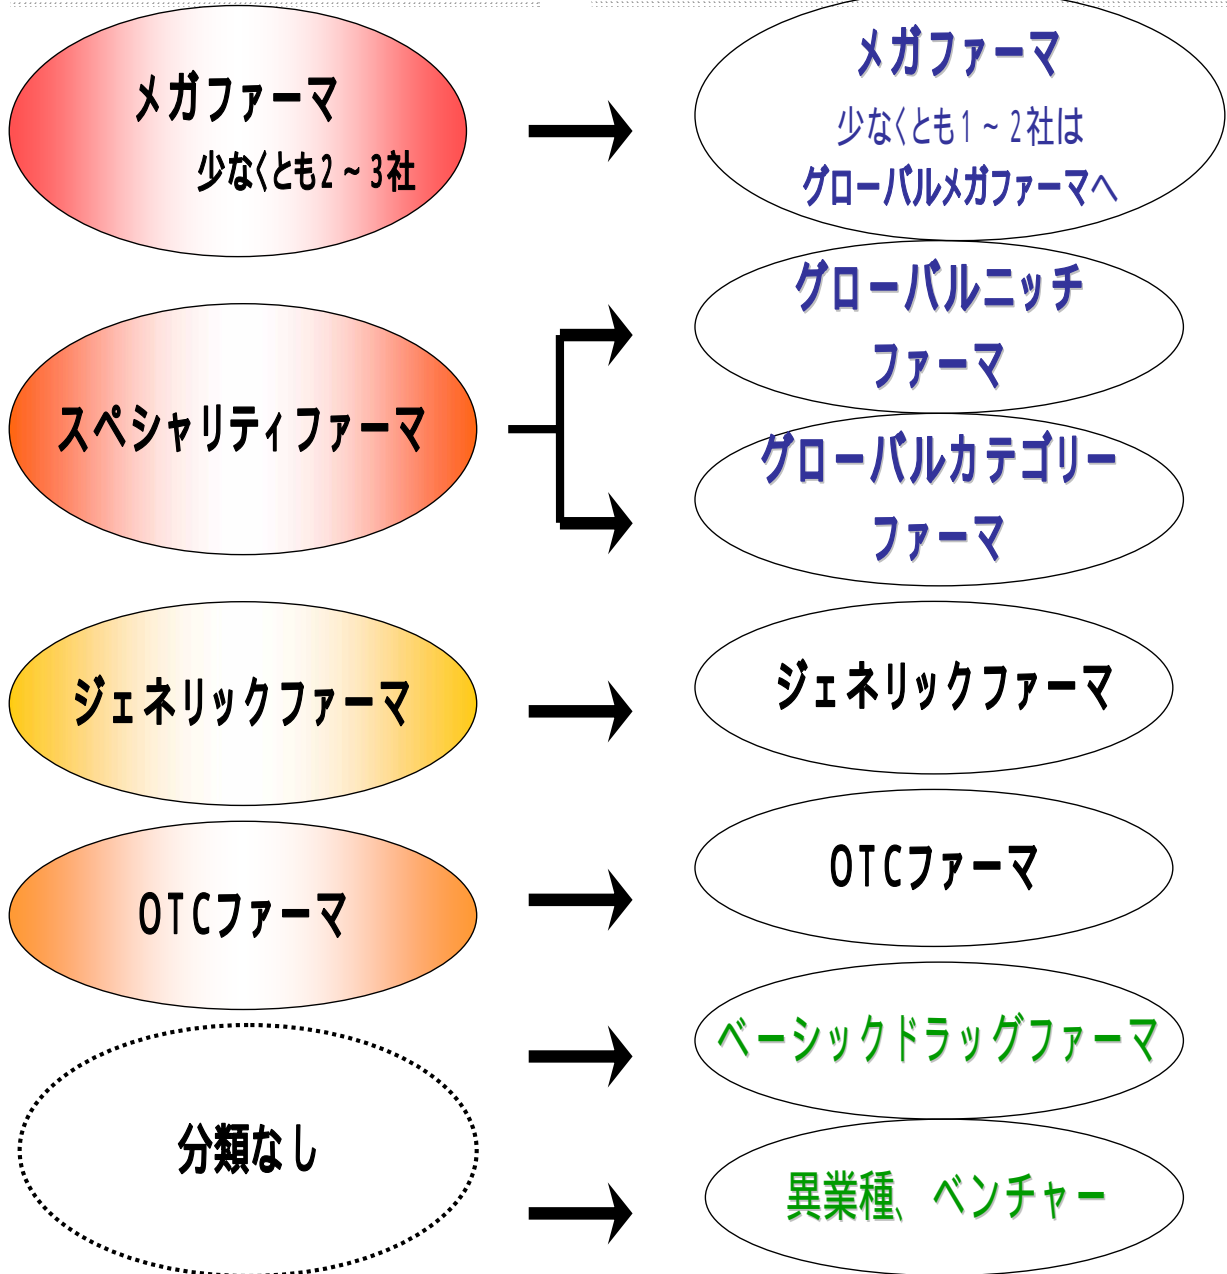 メガファーマ
少なくとも2~3社
スペシャリティファーマ
ジェネリックファーマ
OTCファーマ
分類なし
メガファーマ
少なくとも1~2社は
グローバルメガファーマへ
グローバルニッチ
ファーマ
グローバルカテゴリー
ファーマ
ジェネリックファーマ
OTCファーマ
ベーシックドラッグファーマ
異業種、ベンチャー